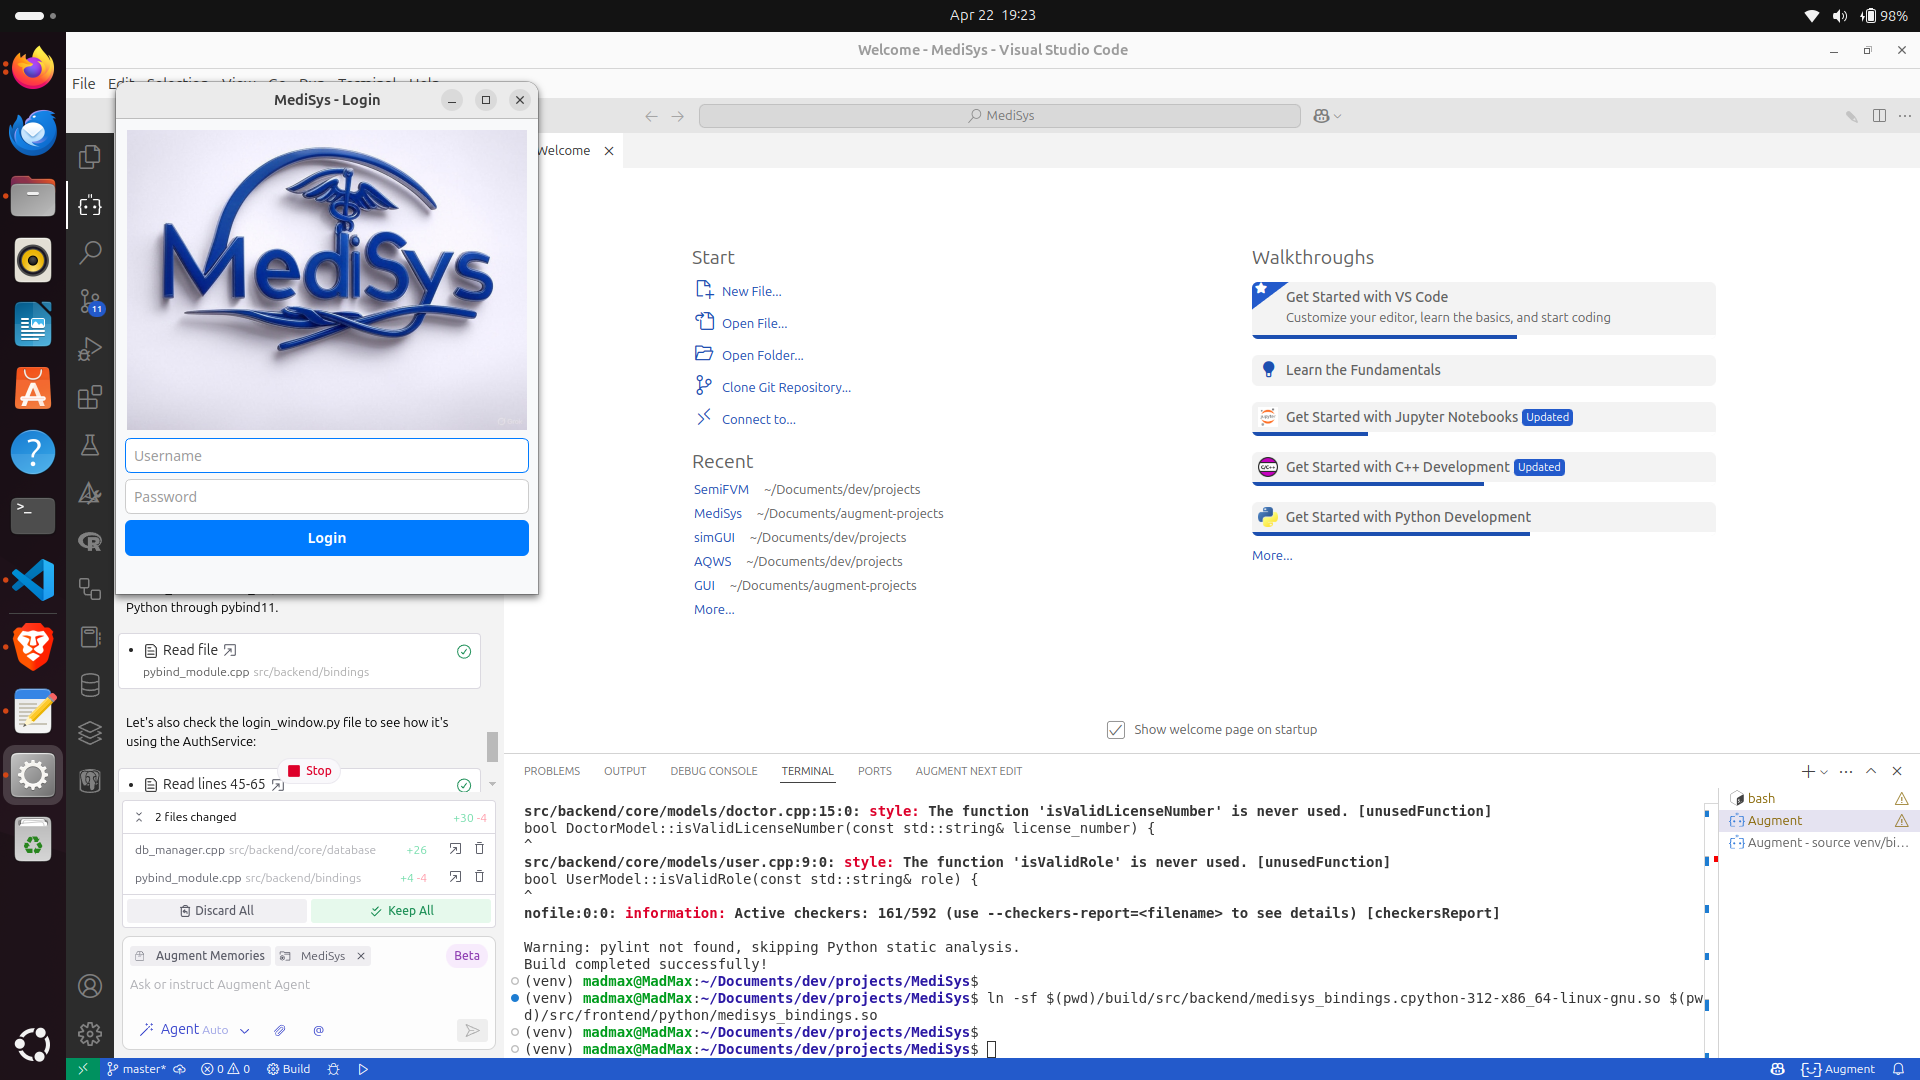 Apr 22 19:23
98%
Welcome - MediSys - Visual Studio Code
File Edit Selection View Go Run Terminal Help
MediSys
MediSys - Login
MediSys
Username
Password
Login
Welcome
Start
New File...
Open File...
Open Folder...
Clone Git Repository...
Connect to...
Recent
SemiFVM ~/Documents/dev/projects
MediSys ~/Documents/augment-projects
simGUI ~/Documents/dev/projects
AQWS ~/Documents/dev/projects
GUI ~/Documents/augment-projects
More...
Walkthroughs
Get Started with VS Code
Customize your editor, learn the basics, and start coding
Learn the Fundamentals
Get Started with Jupyter Notebooks Updated
Get Started with C++ Development Updated
Get Started with Python Development
More...
Show welcome page on startup
11
Python through pybind11.
Read file
pybind_module.cpp src/backend/bindings
Let's also check the login_window.py file to see how it's
using the AuthService:
Stop
Read lines 45-65
2 files changed +30 -4
db_manager.cpp src/backend/core/database +26
pybind_module.cpp src/backend/bindings +4 -4
Discard All
Keep All
Augment Memories
MediSys
Beta
Ask or instruct Augment Agent
Agent Auto
PROBLEMS OUTPUT DEBUG CONSOLE TERMINAL PORTS AUGMENT NEXT EDIT
src/backend/core/models/doctor.cpp:15:0: style: The function 'isValidLicenseNumber' is never used. [unusedFunction]
bool DoctorModel::isValidLicenseNumber(const std::string& license_number) {
^
src/backend/core/models/user.cpp:9:0: style: The function 'isValidRole' is never used. [unusedFunction]
bool UserModel::isValidRole(const std::string& role) {
^
nofile:0:0: information: Active checkers: 161/592 (use --checkers-report=<filename> to see details) [checkersReport]
Warning: pylint not found, skipping Python static analysis.
Build completed successfully!
(venv) madmax@MadMax:~/Documents/dev/projects/MediSys$
(venv) madmax@MadMax:~/Documents/dev/projects/MediSys$ ln -sf $(pwd)/build/src/backend/medisys_bindings.cpython-312-x86_64-linux-gnu.so $(pw
d)/src/frontend/python/medisys_bindings.so
(venv) madmax@MadMax:~/Documents/dev/projects/MediSys$
(venv) madmax@MadMax:~/Documents/dev/projects/MediSys$
bash
Augment
Augment - source venv/bi...
master*
0 0
Build
Augment